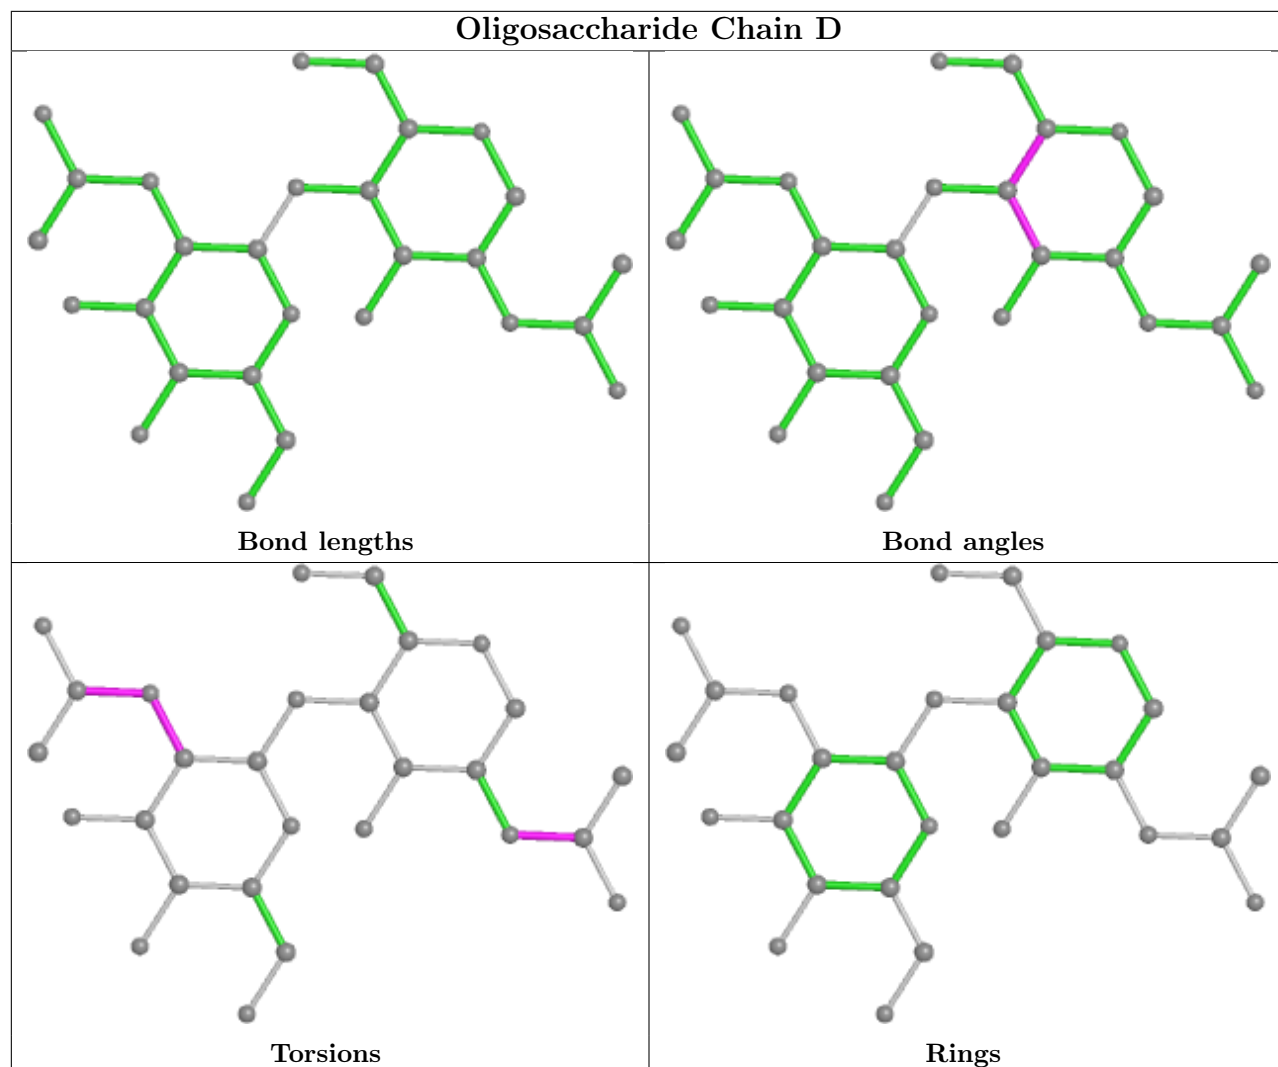 Oligosaccharide Chain D
Bond lengths
Bond angles
Torsions
Rings